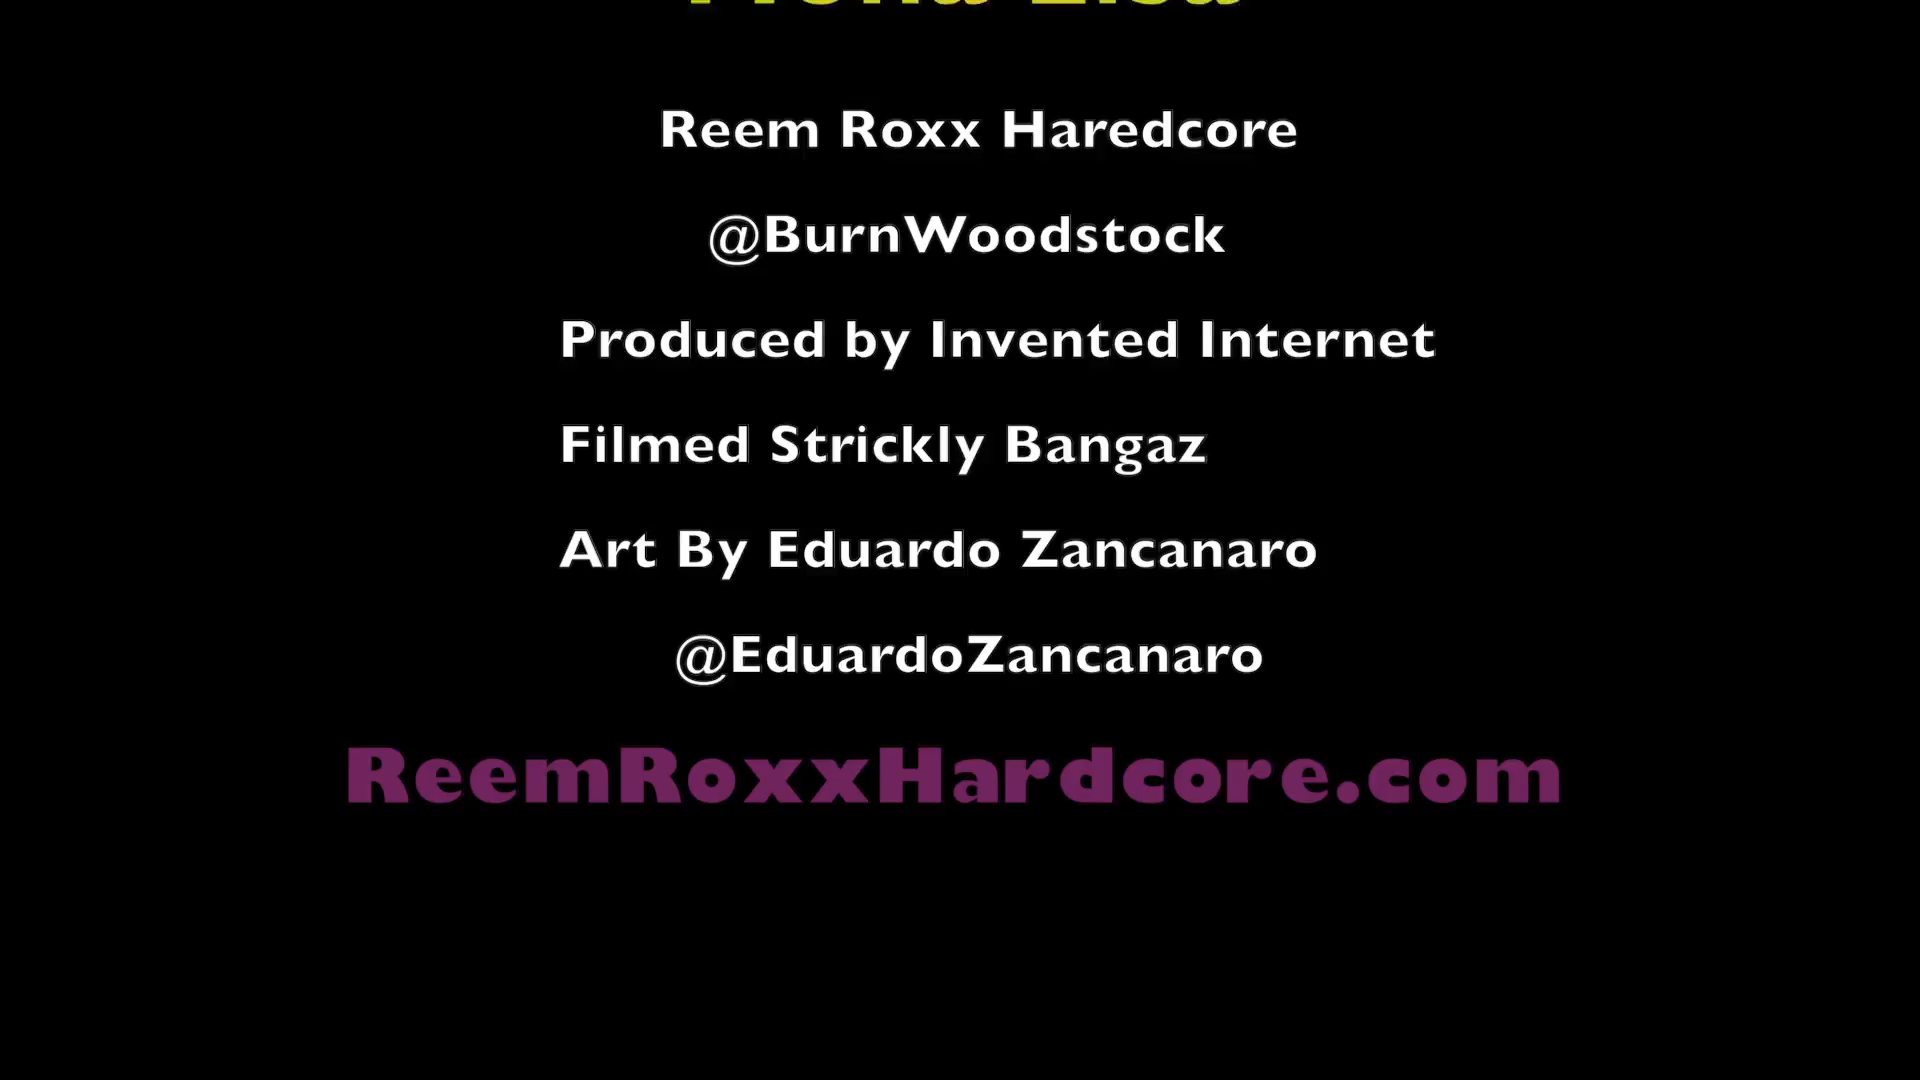 Reem Roxx Haredcore
@BurnWoodstock
Produced by Invented Internet
Filmed Strickly Bangaz
Art By Eduardo Zancanaro
@EduardoZancanaro
ReemRoxxHardcore.com